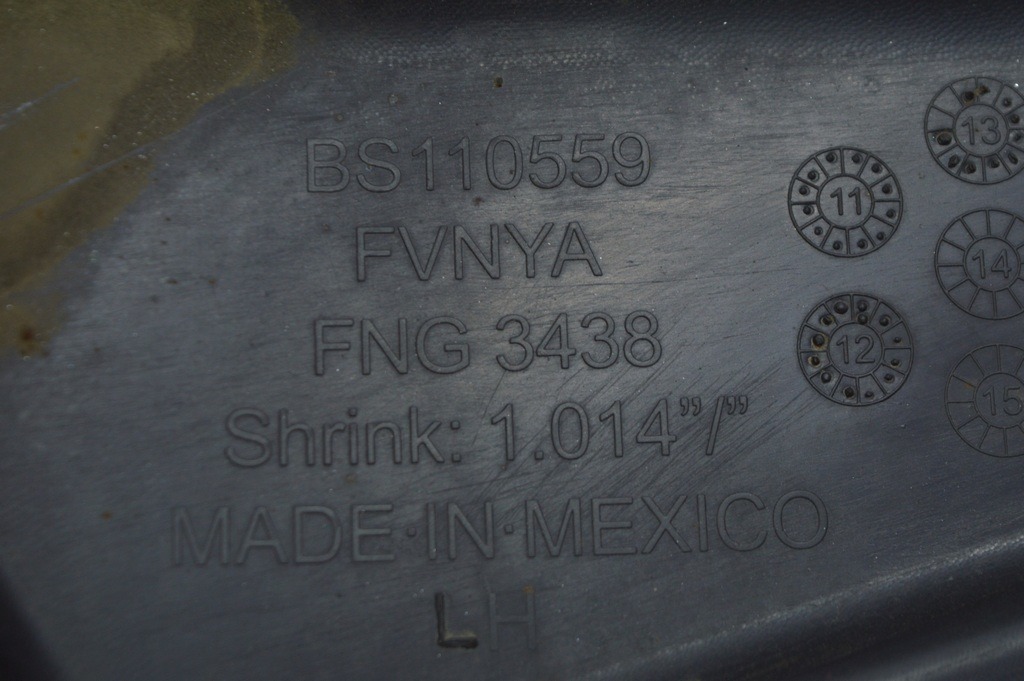 BS110559
FVNYA
FNG 3438
Shrink: 1.014”/”
MADE·IN·MEXICO
LH
11
12
13
14
15